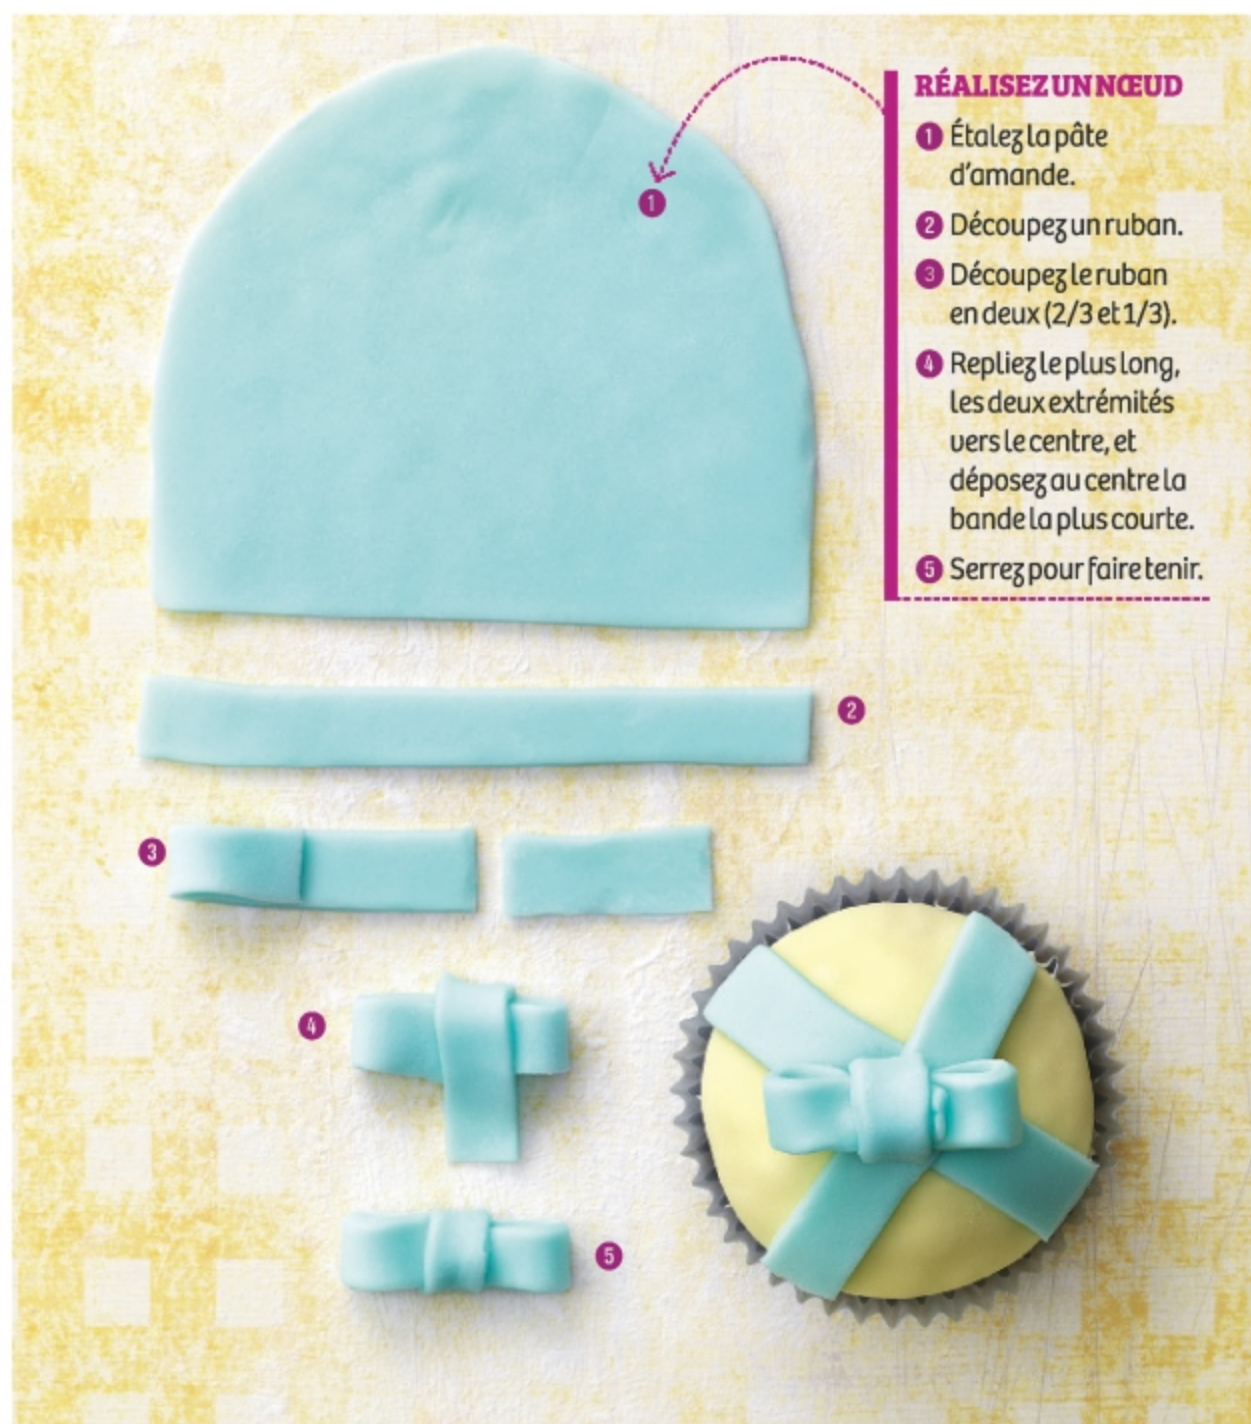 RÉALISEZ UN NŒUD
1 Étalez la pâte
d'amande.
2 Découpez un ruban.
3 Découpez le ruban
en deux (2/3 et 1/3).
4 Repliez le plus long,
les deux extrémités
vers le centre, et
déposez au centre la
bande la plus courte.
5 Serrez pour faire tenir.
1
2
3
4
5